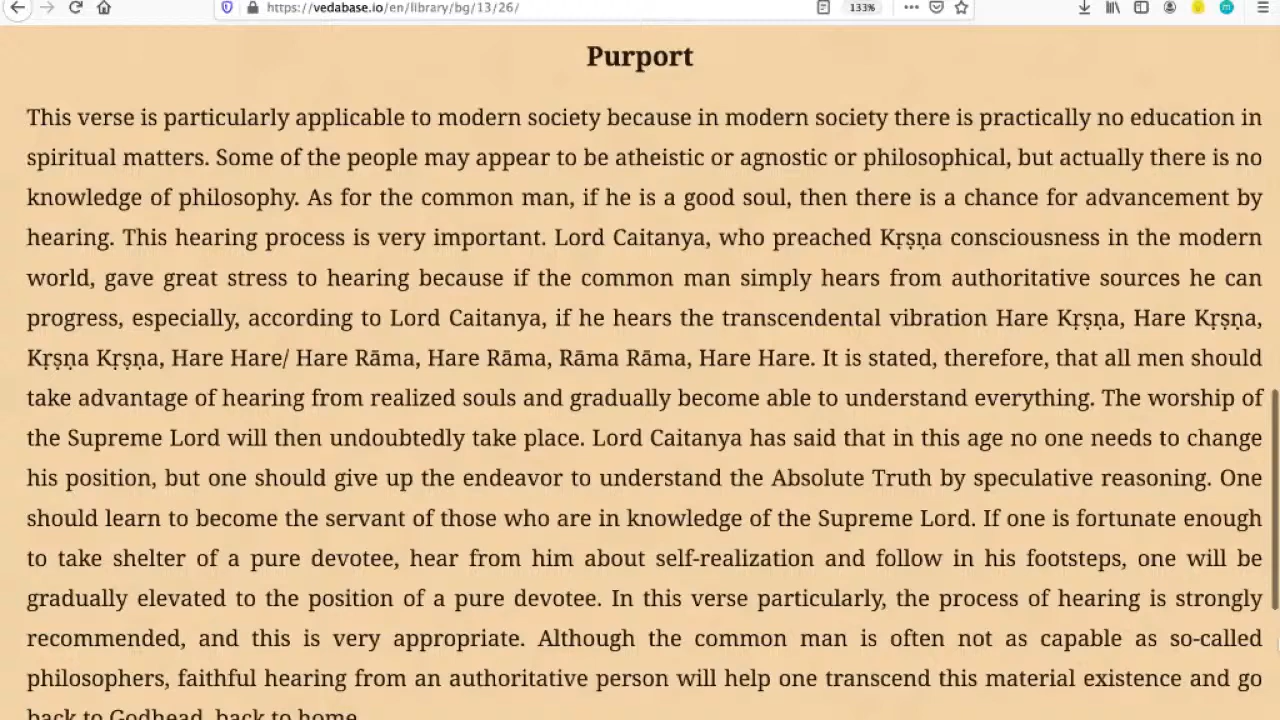 https://vedabase.io/en/library/bg/13/26/
133%
Purport
This verse is particularly applicable to modern society because in modern society there is practically no education in
spiritual matters. Some of the people may appear to be atheistic or agnostic or philosophical, but actually there is no
knowledge of philosophy. As for the common man, if he is a good soul, then there is a chance for advancement by
hearing. This hearing process is very important. Lord Caitanya, who preached Kṛṣṇa consciousness in the modern
world, gave great stress to hearing because if the common man simply hears from authoritative sources he can
progress, especially, according to Lord Caitanya, if he hears the transcendental vibration Hare Kṛṣṇa, Hare Kṛṣṇa,
Kṛṣṇa Kṛṣṇa, Hare Hare/ Hare Rāma, Hare Rāma, Rāma Rāma, Hare Hare. It is stated, therefore, that all men should
take advantage of hearing from realized souls and gradually become able to understand everything. The worship of
the Supreme Lord will then undoubtedly take place. Lord Caitanya has said that in this age no one needs to change
his position, but one should give up the endeavor to understand the Absolute Truth by speculative reasoning. One
should learn to become the servant of those who are in knowledge of the Supreme Lord. If one is fortunate enough
to take shelter of a pure devotee, hear from him about self-realization and follow in his footsteps, one will be
gradually elevated to the position of a pure devotee. In this verse particularly, the process of hearing is strongly
recommended, and this is very appropriate. Although the common man is often not as capable as so-called
philosophers, faithful hearing from an authoritative person will help one transcend this material existence and go
back to Godhead, back to home.